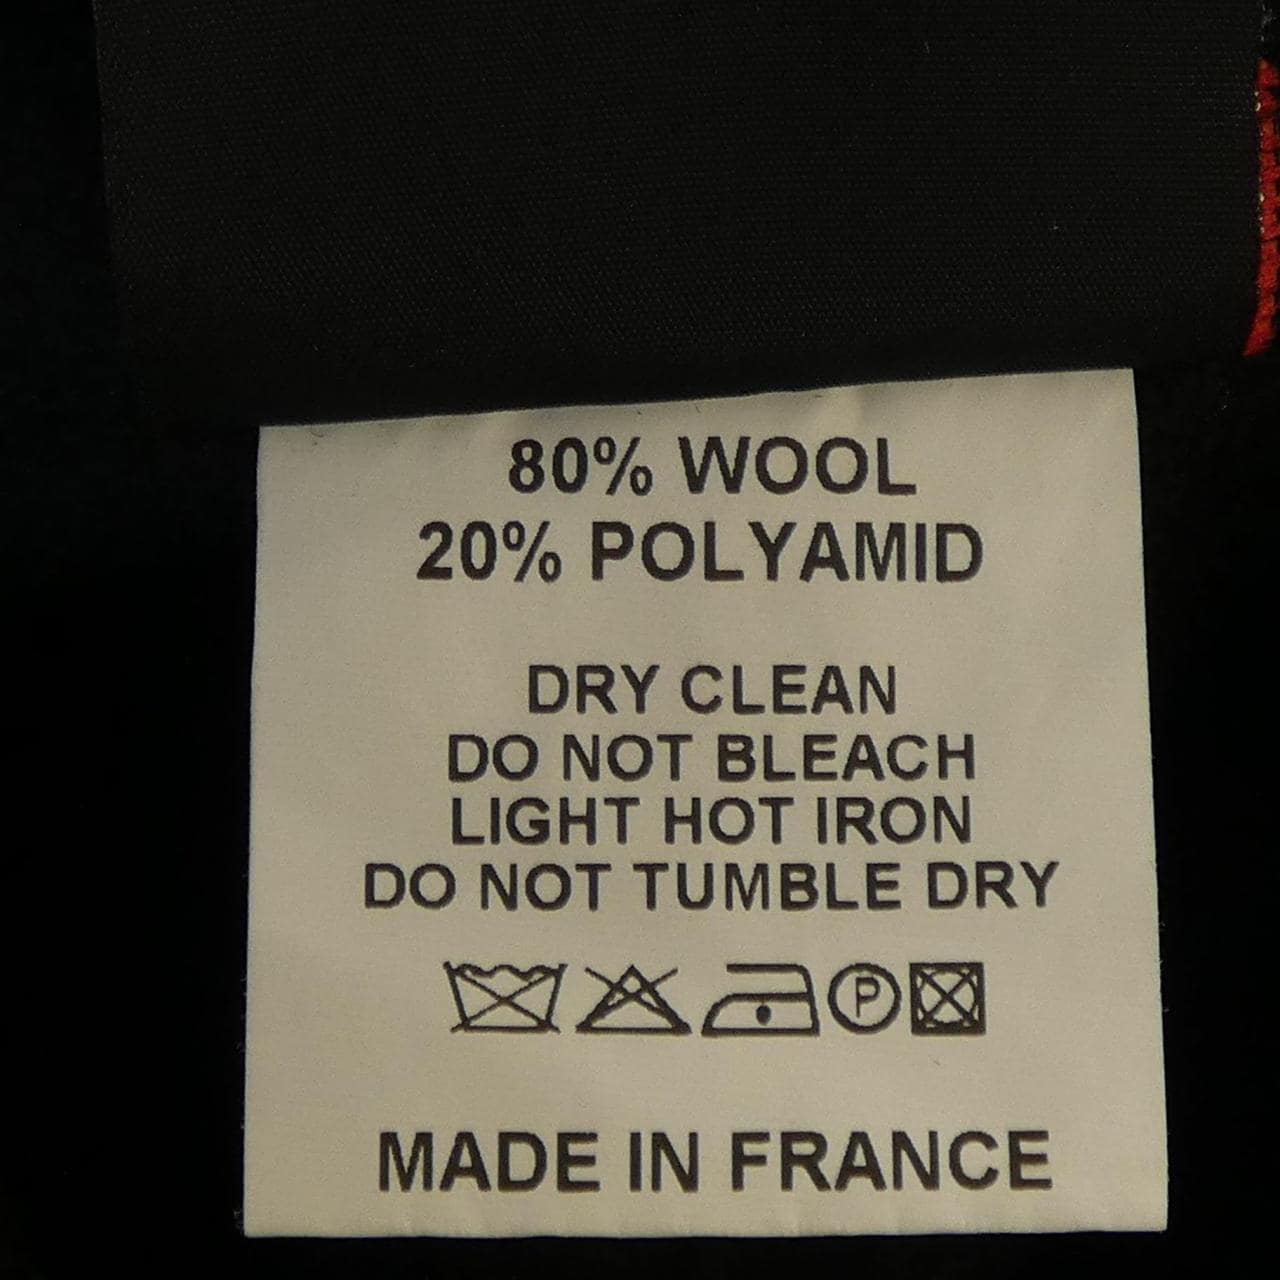 80% WOOL
20% POLYAMID
DRY CLEAN
DO NOT BLEACH
LIGHT HOT IRON
DO NOT TUMBLE DRY
P
MADE IN FRANCE